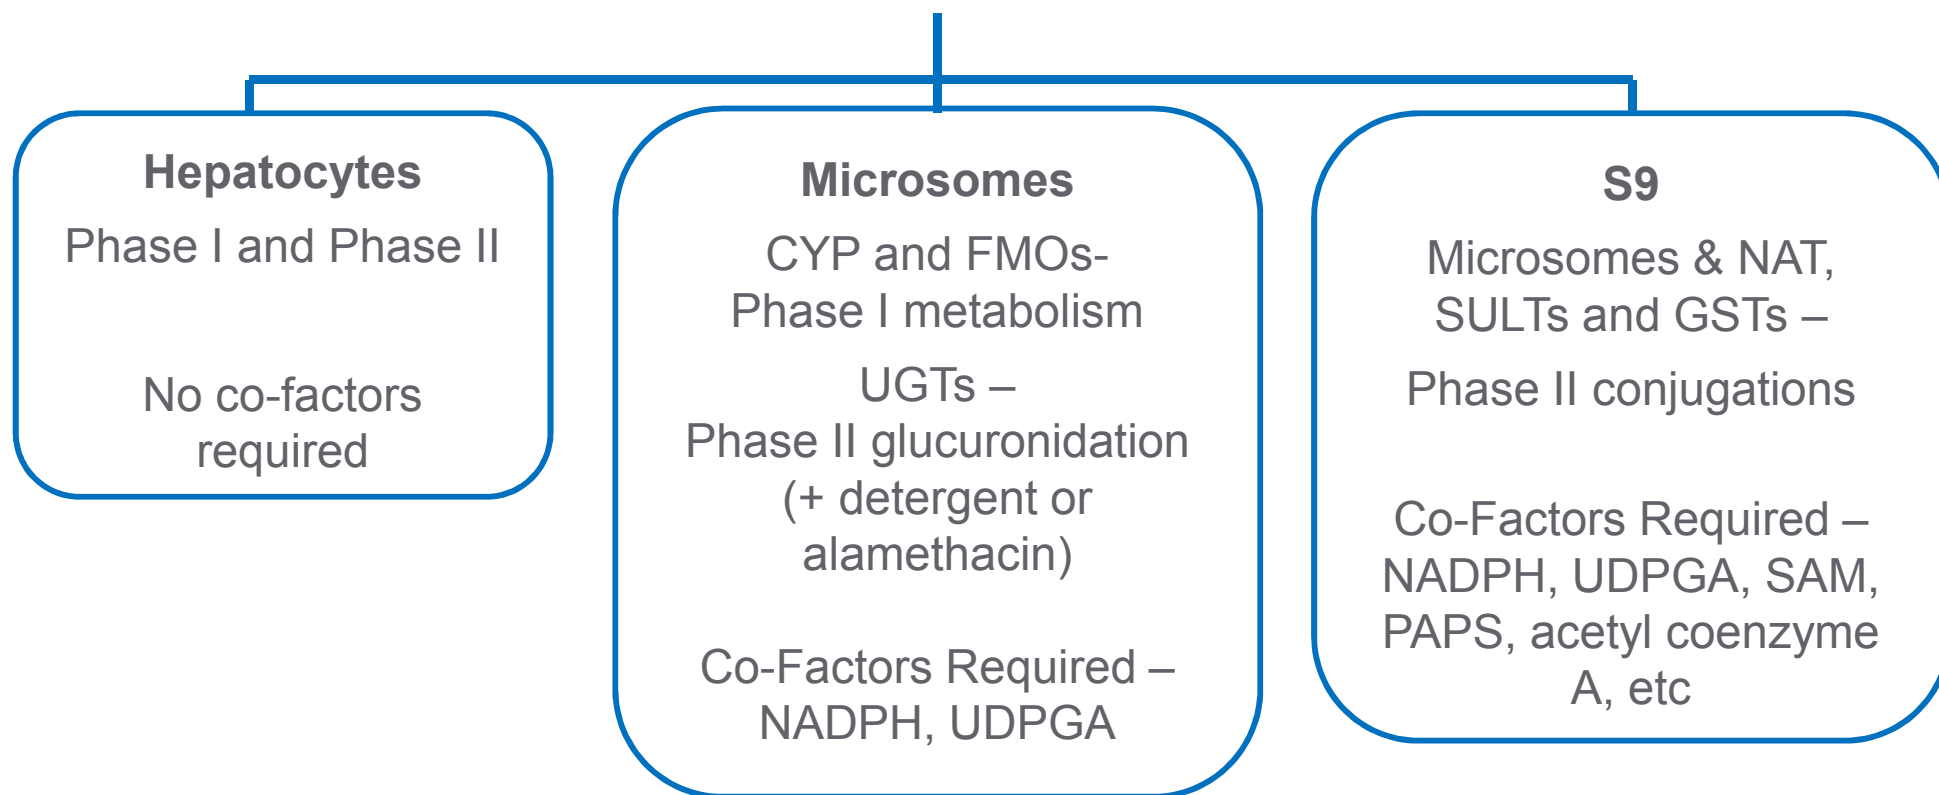 Hepatocytes
Phase I and Phase II
No co-factors
required
Microsomes
CYP and FMOs-
Phase I metabolism
UGTs –
Phase II glucuronidation
(+ detergent or
alamethacin)
Co-Factors Required –
NADPH, UDPGA
S9
Microsomes & NAT,
SULTs and GSTs –
Phase II conjugations
Co-Factors Required –
NADPH, UDPGA, SAM,
PAPS, acetyl coenzyme
A, etc